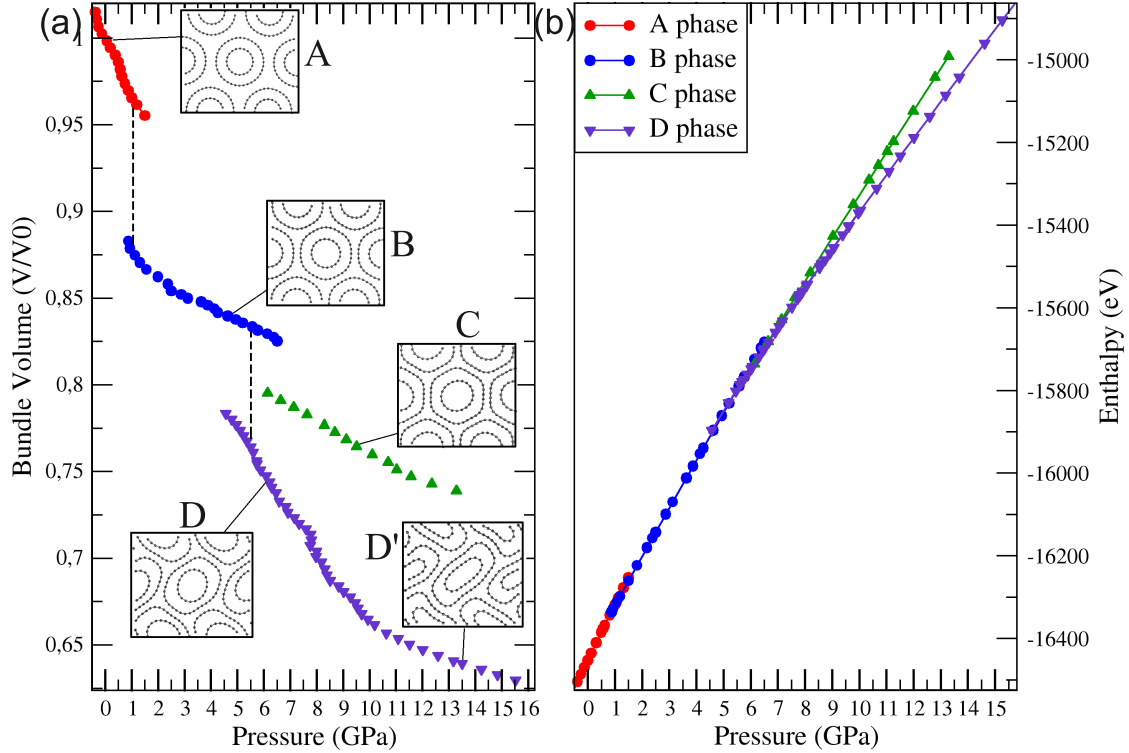 (a)
1
0,95
0,9
0,85
0,8
0,75
0,7
0,65
Bundle Volume (V/V0)
A
B
C
D
D'
0 1 2 3 4 5 6 7 8 9 10 11 12 13 14 15 16
Pressure (GPa)
(b)
A phase
B phase
C phase
D phase
-15000
-15200
-15400
-15600
-15800
-16000
-16200
-16400
Enthalpy (eV)
0 1 2 3 4 5 6 7 8 9 10 11 12 13 14 15
Pressure (GPa)